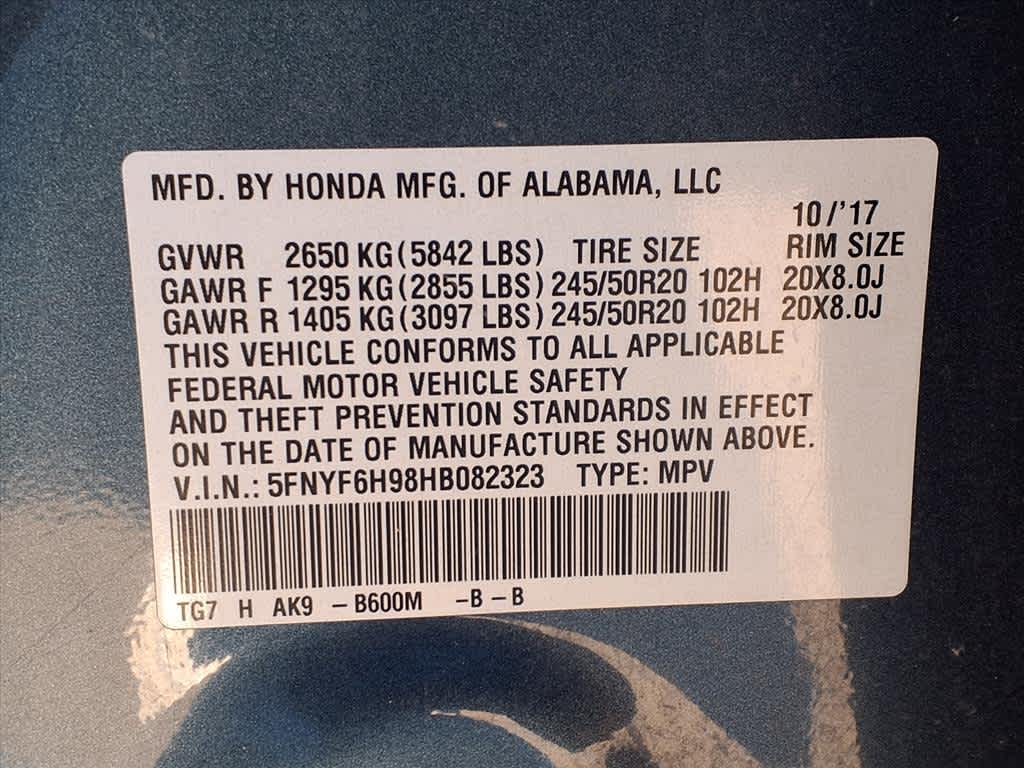 MFD. BY HONDA MFG. OF ALABAMA, LLC
10/'17
GVWR 2650 KG (5842 LBS) TIRE SIZE RIM SIZE
GAWR F 1295 KG (2855 LBS) 245/50R20 102H 20X8.0J
GAWR R 1405 KG (3097 LBS) 245/50R20 102H 20X8.0J
THIS VEHICLE CONFORMS TO ALL APPLICABLE
FEDERAL MOTOR VEHICLE SAFETY
AND THEFT PREVENTION STANDARDS IN EFFECT
ON THE DATE OF MANUFACTURE SHOWN ABOVE.
V.I.N.: 5FNYF6H98HB082323 TYPE: MPV
TG7 H AK9 -B600M -B-B